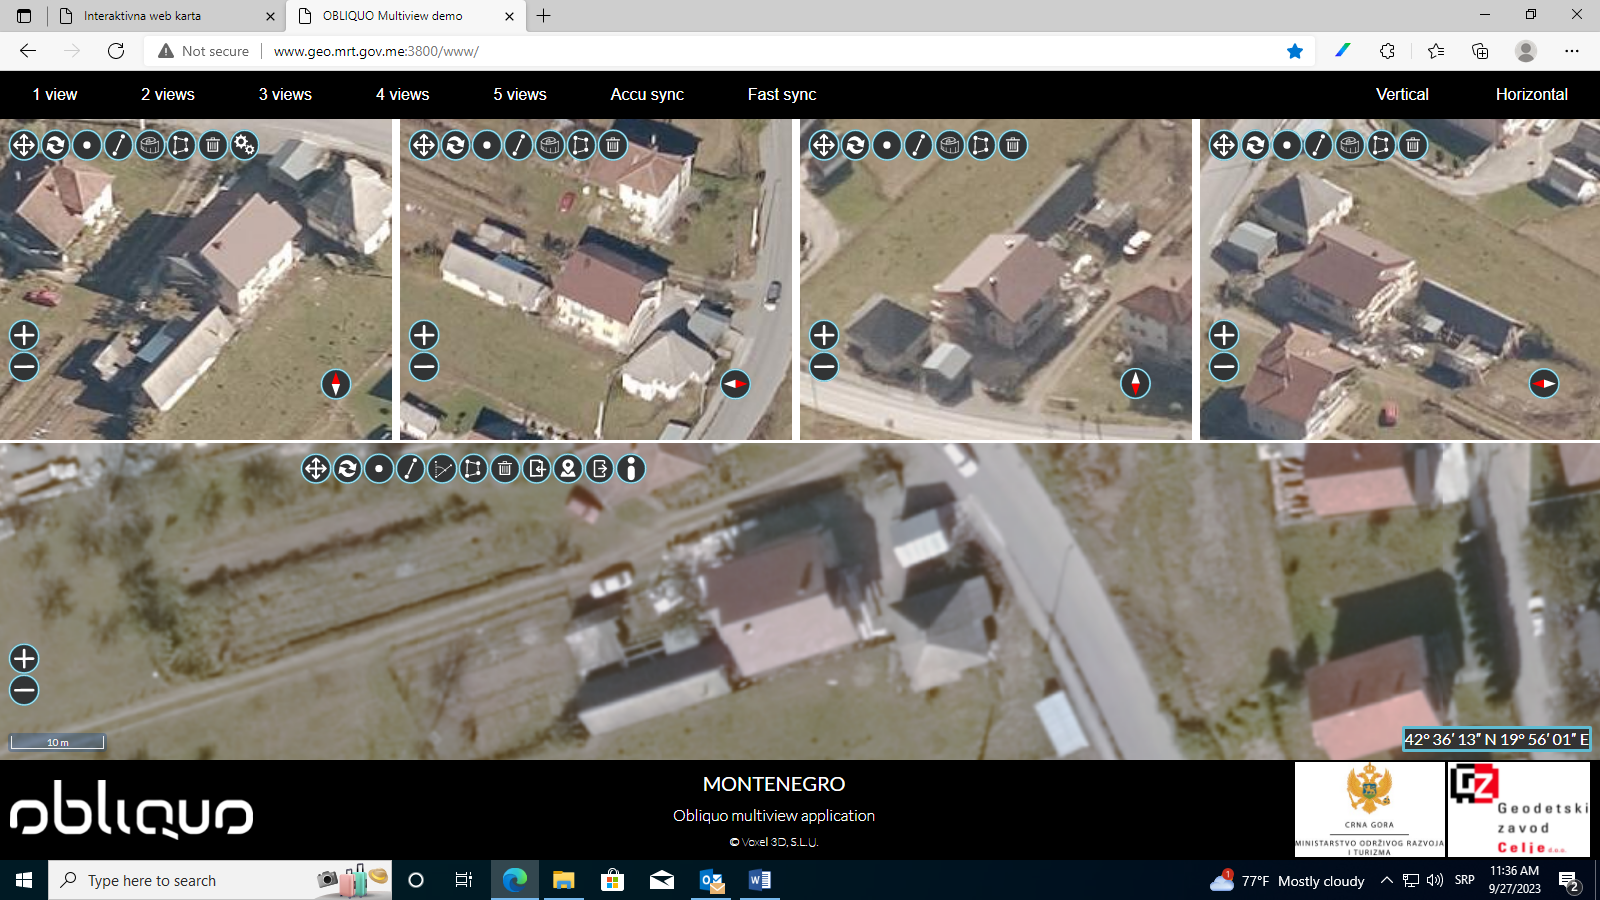 Interaktivna web karta
OBLIQUO Multiview demo
Not secure
www.geo.mrt.gov.me:3800/www/
1 view
2 views
3 views
4 views
5 views
Accu sync
Fast sync
Vertical
Horizontal
10 m
42° 36′ 13″ N 19° 56′ 01″ E
obliquo
MONTENEGRO
Obliquo multiview application
© Voxel 3D, S.L.U.
CRNA GORA
MINISTARSTVO ODRŽIVOG RAZVOJA
I TURIZMA
GZ
Geodetski
zavod
Celje d.o.o.
Type here to search
1
77°F Mostly cloudy
SRP
11:36 AM
9/27/2023
2